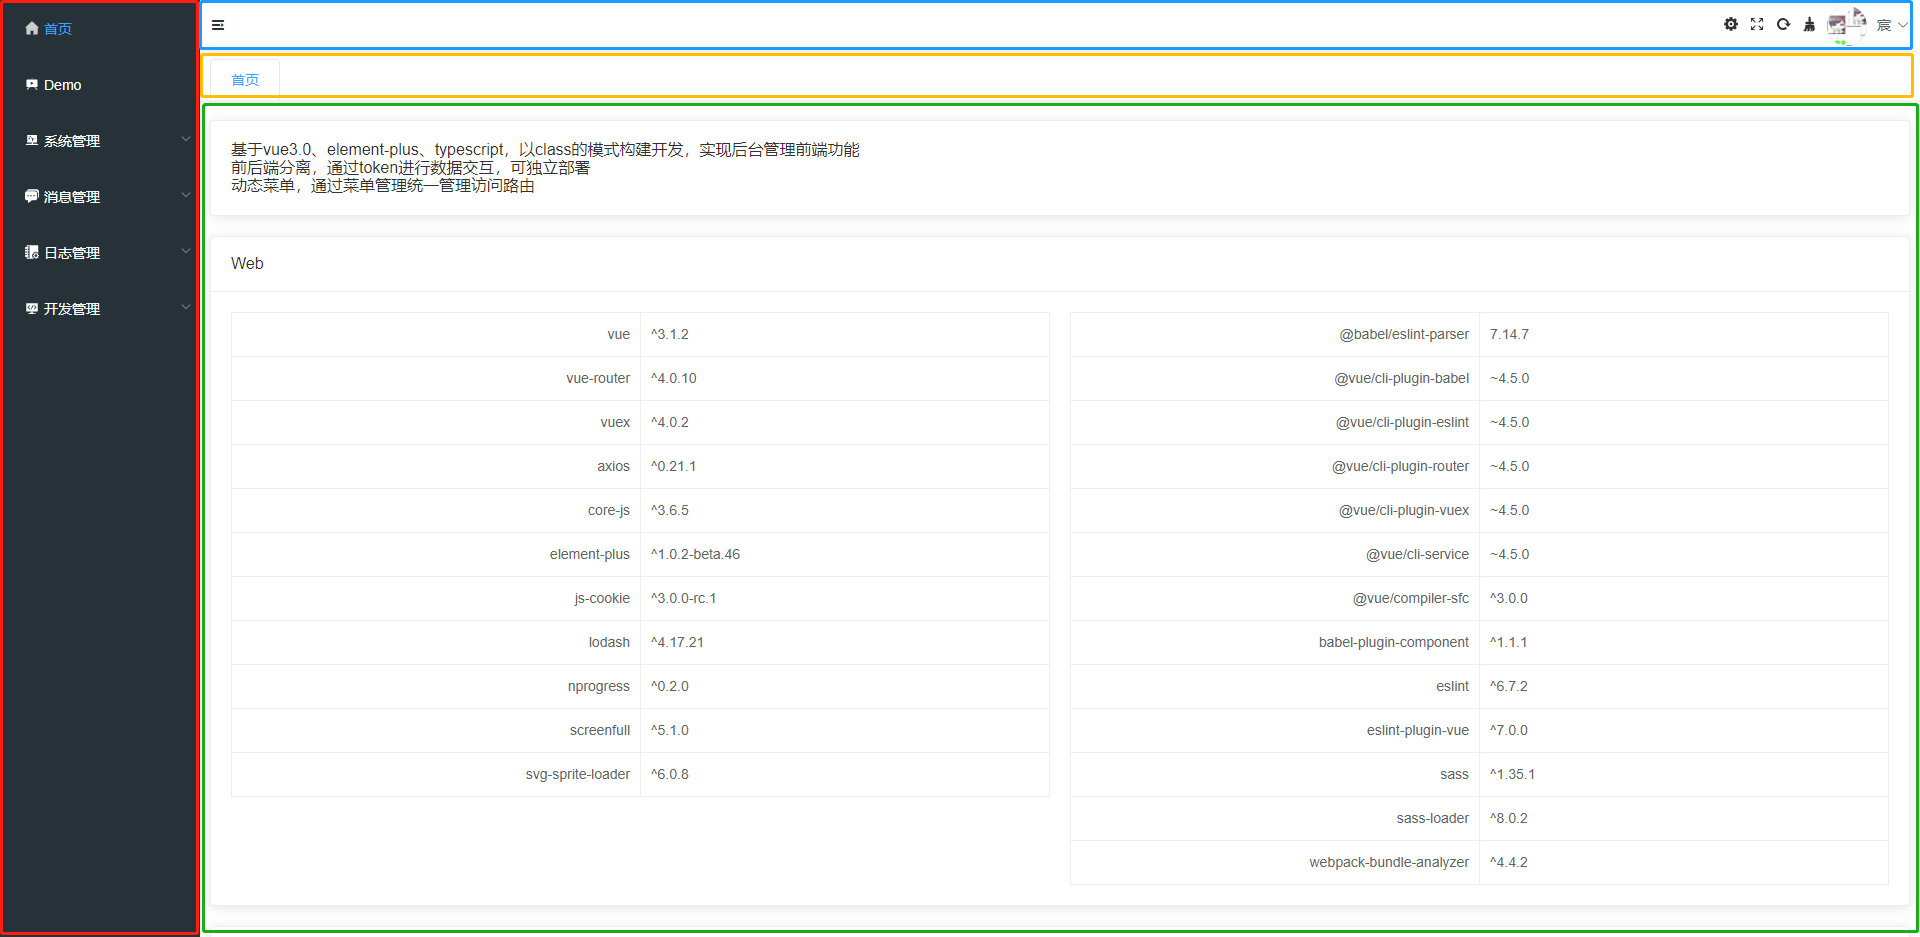 首页
Demo
系统管理
消息管理
日志管理
开发管理
宸
首页
基于vue3.0、element-plus、typescript，以class的模式构建开发，实现后台管理前端功能
前后端分离，通过token进行数据交互，可独立部署
动态菜单，通过菜单管理统一管理访问路由
Web
vue ^3.1.2
vue-router ^4.0.10
vuex ^4.0.2
axios ^0.21.1
core-js ^3.6.5
element-plus ^1.0.2-beta.46
js-cookie ^3.0.0-rc.1
lodash ^4.17.21
nprogress ^0.2.0
screenfull ^5.1.0
svg-sprite-loader ^6.0.8
@babel/eslint-parser 7.14.7
@vue/cli-plugin-babel ~4.5.0
@vue/cli-plugin-eslint ~4.5.0
@vue/cli-plugin-router ~4.5.0
@vue/cli-plugin-vuex ~4.5.0
@vue/cli-service ~4.5.0
@vue/compiler-sfc ^3.0.0
babel-plugin-component ^1.1.1
eslint ^6.7.2
eslint-plugin-vue ^7.0.0
sass ^1.35.1
sass-loader ^8.0.2
webpack-bundle-analyzer ^4.4.2